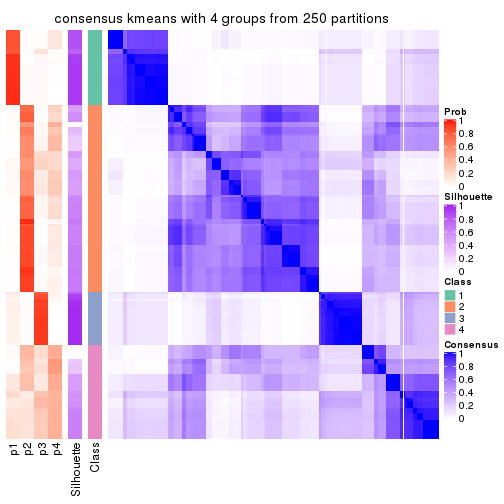 consensus kmeans with 4 groups from 250 partitions
Prob
1
0.8
0.6
0.4
0.2
0
Silhouette
1
0.8
0.6
0.4
0.2
0
Class
1
2
3
4
Consensus
1
0.8
0.6
0.4
0.2
0
p1
p2
p3
p4
Silhouette
Class